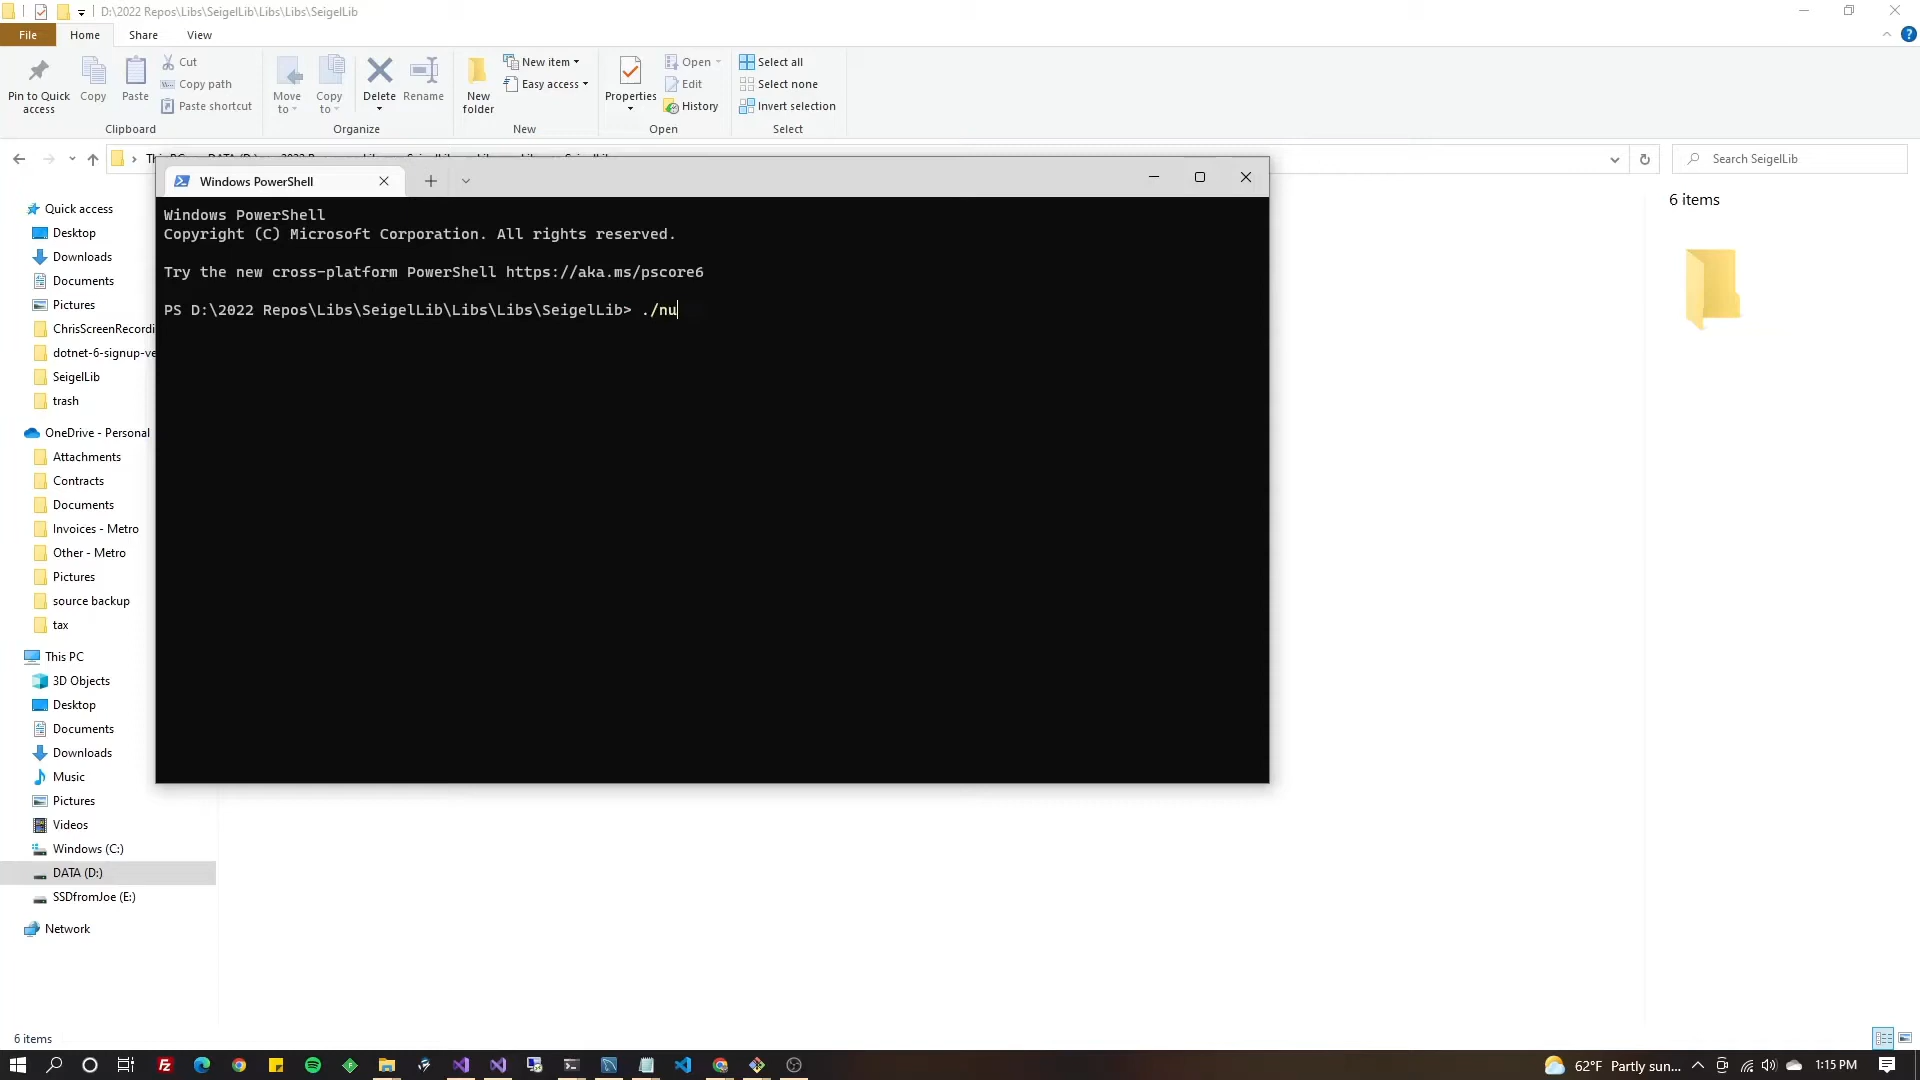 D:\2022 Repos\Libs\SeigelLib\Libs\Libs\SeigelLib
File Home Share View
Pin to Quick access
Copy
Paste
Cut
Copy path
Paste shortcut
Clipboard
Move to
Copy to
Delete
Rename
Organize
New folder
New item
Easy access
New
Properties
Open
Edit
History
Open
Select all
Select none
Invert selection
Select
Search SeigelLib
Windows PowerShell
Windows PowerShell
Copyright (C) Microsoft Corporation. All rights reserved.
Try the new cross-platform PowerShell https://aka.ms/pscore6
PS D:\2022 Repos\Libs\SeigelLib\Libs\Libs\SeigelLib> ./nu
Quick access
Desktop
Downloads
Documents
Pictures
ChrisScreenRecordi
dotnet-6-signup-ve
SeigelLib
trash
OneDrive - Personal
Attachments
Contracts
Documents
Invoices - Metro
Other - Metro
Pictures
source backup
tax
This PC
3D Objects
Desktop
Documents
Downloads
Music
Pictures
Videos
Windows (C:)
DATA (D:)
SSDfromJoe (E:)
Network
6 items
6 items
62°F Partly sun...
1:15 PM